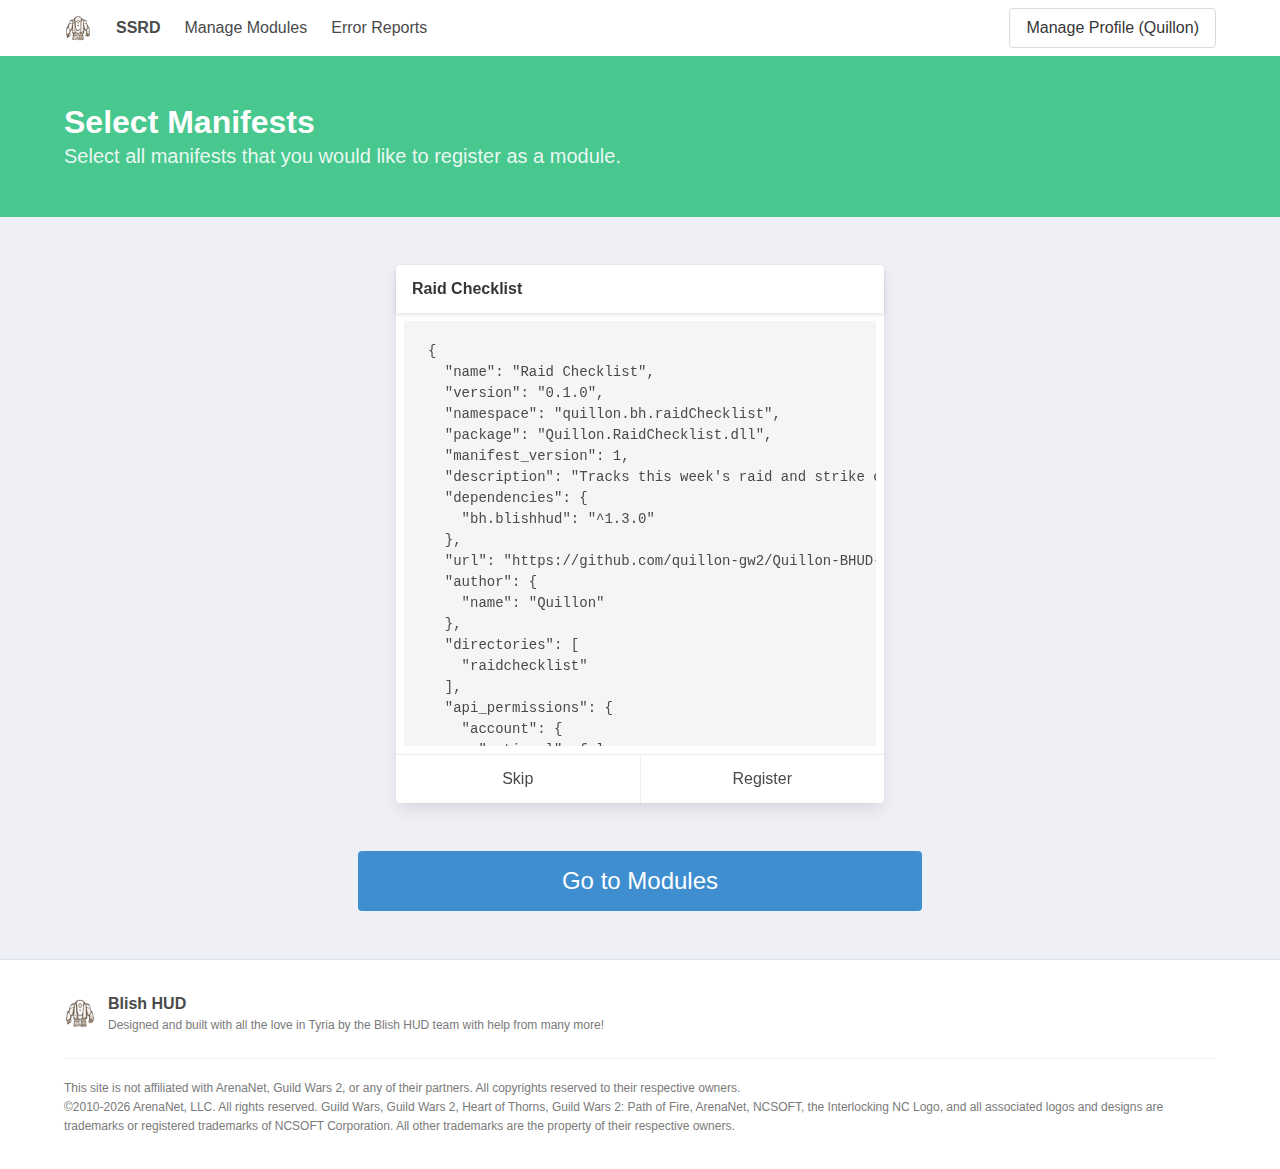 SSRD
Manage Modules
Error Reports
Manage Profile (Quillon)
Select Manifests
Select all manifests that you would like to register as a module.
Raid Checklist
{
"name": "Raid Checklist",
"version": "0.1.0",
"namespace": "quillon.bh.raidChecklist",
"package": "Quillon.RaidChecklist.dll",
"manifest_version": 1,
"description": "Tracks this week's raid and strike
"dependencies": {
"bh.blishhud": "^1.3.0"
},
"url": "https://github.com/quillon-gw2/Quillon-BHUD-
"author": {
"name": "Quillon"
},
"directories": [
"raidchecklist"
],
"api_permissions": {
"account": {
Skip
Register
Go to Modules
Blish HUD
Designed and built with all the love in Tyria by the Blish HUD team with help from many more!
This site is not affiliated with ArenaNet, Guild Wars 2, or any of their partners. All copyrights reserved to their respective owners.
©2010-2026 ArenaNet, LLC. All rights reserved. Guild Wars, Guild Wars 2, Heart of Thorns, Guild Wars 2: Path of Fire, ArenaNet, NCSOFT, the Interlocking NC Logo, and all associated logos and designs are
trademarks or registered trademarks of NCSOFT Corporation. All other trademarks are the property of their respective owners.